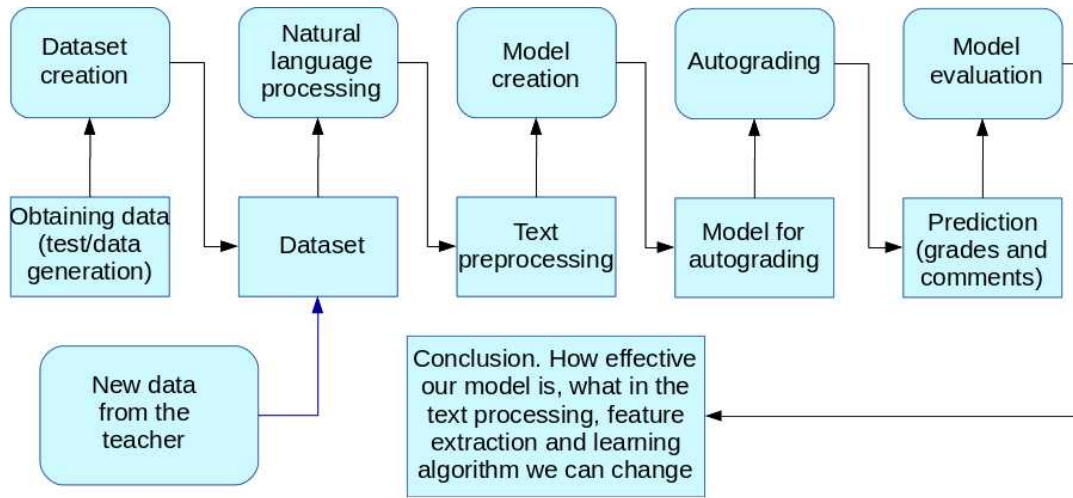 Dataset
creation
Natural
language
processing
Model
creation
Autograding
Model
evaluation
Obtaining data
(test/data
generation)
Dataset
Text
preprocessing
Model for
autograding
Prediction
(grades and
comments)
New data
from the
teacher
Conclusion. How effective
our model is, what in the
text processing, feature
extraction and learning
algorithm we can change